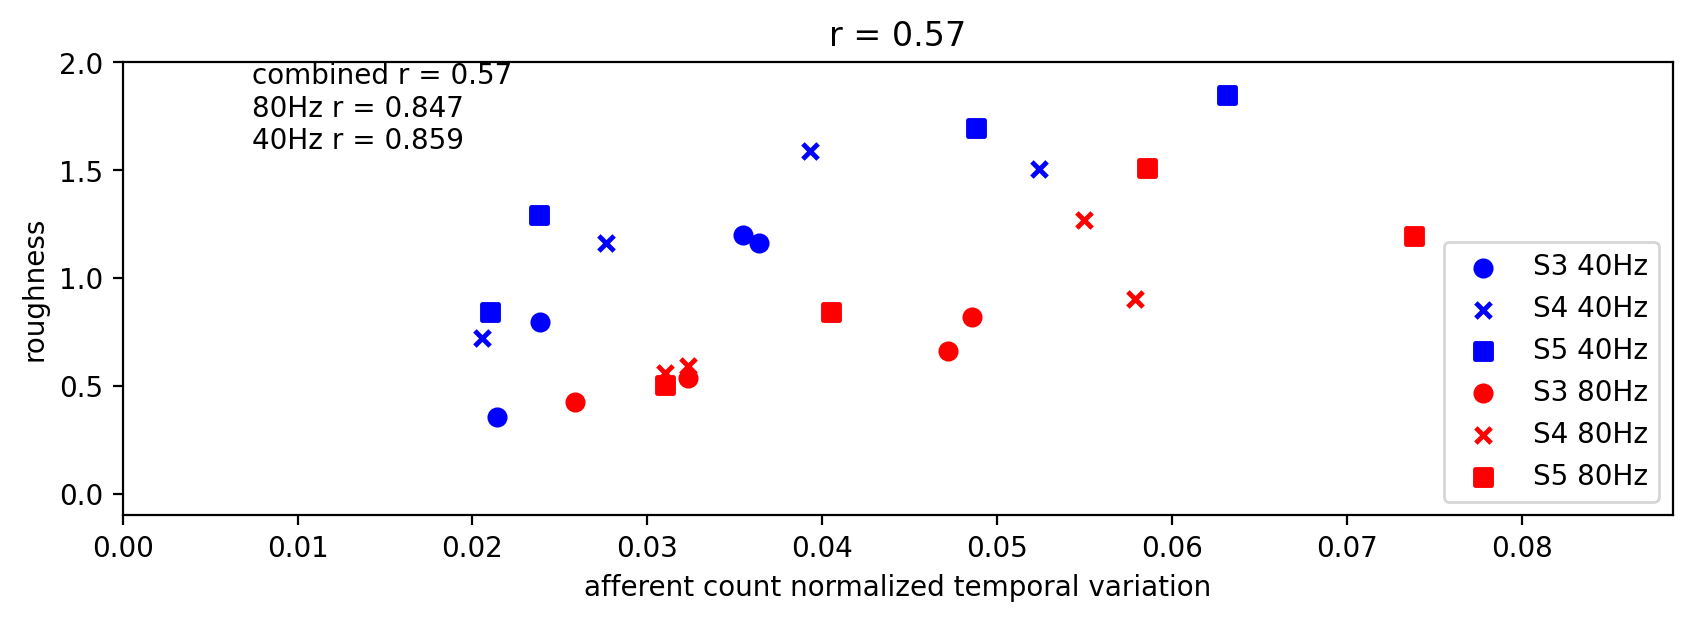 r = 0.57
combined r = 0.57
80Hz r = 0.847
40Hz r = 0.859
2.0
1.5
1.0
0.5
0.0
roughness
S3 40Hz
S4 40Hz
S5 40Hz
S3 80Hz
S4 80Hz
S5 80Hz
0.00 0.01 0.02 0.03 0.04 0.05 0.06 0.07 0.08
afferent count normalized temporal variation